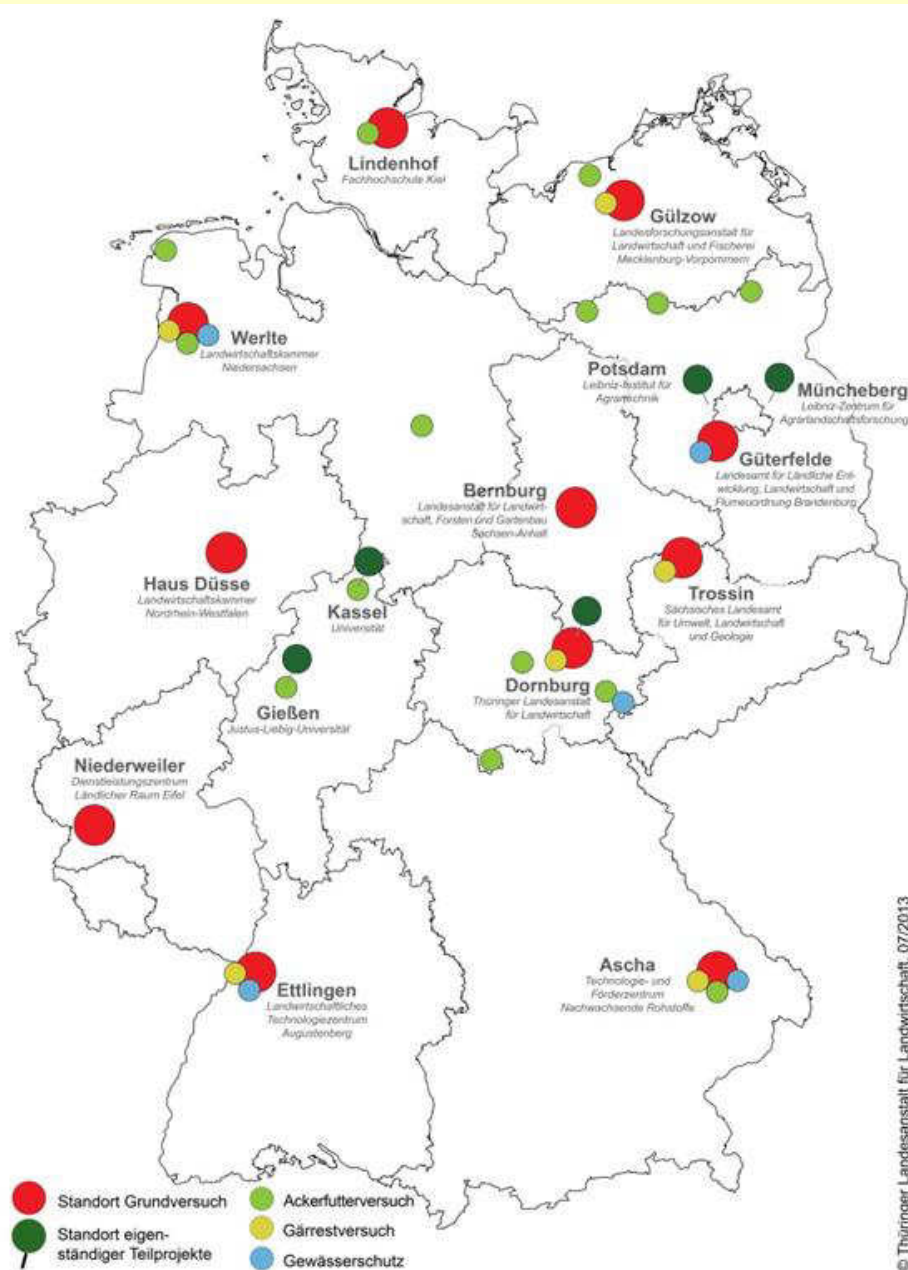 Lindenhof
Fachhochschule Kiel
Gülzow
Landesforschungsanstalt für
Landwirtschaft und Fischerei
Mecklenburg-Vorpommern
Werlte
Landwirtschaftskammer
Niedersachsen
Potsdam
Leibniz-Institut für
Agrartechnik
Müncheberg
Leibniz-Zentrum für
Agrarlandschaftsforschung
Güterfelde
Landesamt für Ländliche Ent-
wicklung, Landwirtschaft und
Flurneuordnung Brandenburg
Bernburg
Landesanstalt für Landwirt-
schaft, Forsten und Gartenbau
Sachsen-Anhalt
Haus Düsse
Landwirtschaftskammer
Nordrhein-Westfalen
Kassel
Universität
Trossin
Sächsisches Landesamt
für Umwelt, Landwirtschaft
und Geologie
Dornburg
Thüringer Landesanstalt
für Landwirtschaft
Gießen
Justus-Liebig-Universität
Niederweiler
Dienstleistungszentrum
Ländlicher Raum Eifel
Ettlingen
Landwirtschaftliches
Technologiezentrum
Augustenberg
Ascha
Technologie- und
Förderzentrum
Nachwachsende Rohstoffe
Standort Grundversuch
Standort eigen-
ständiger Teilprojekte
Ackerfutterversuch
Gärrestversuch
Gewässerschutz
© Thüringer Landesanstalt für Landwirtschaft, 07/2013